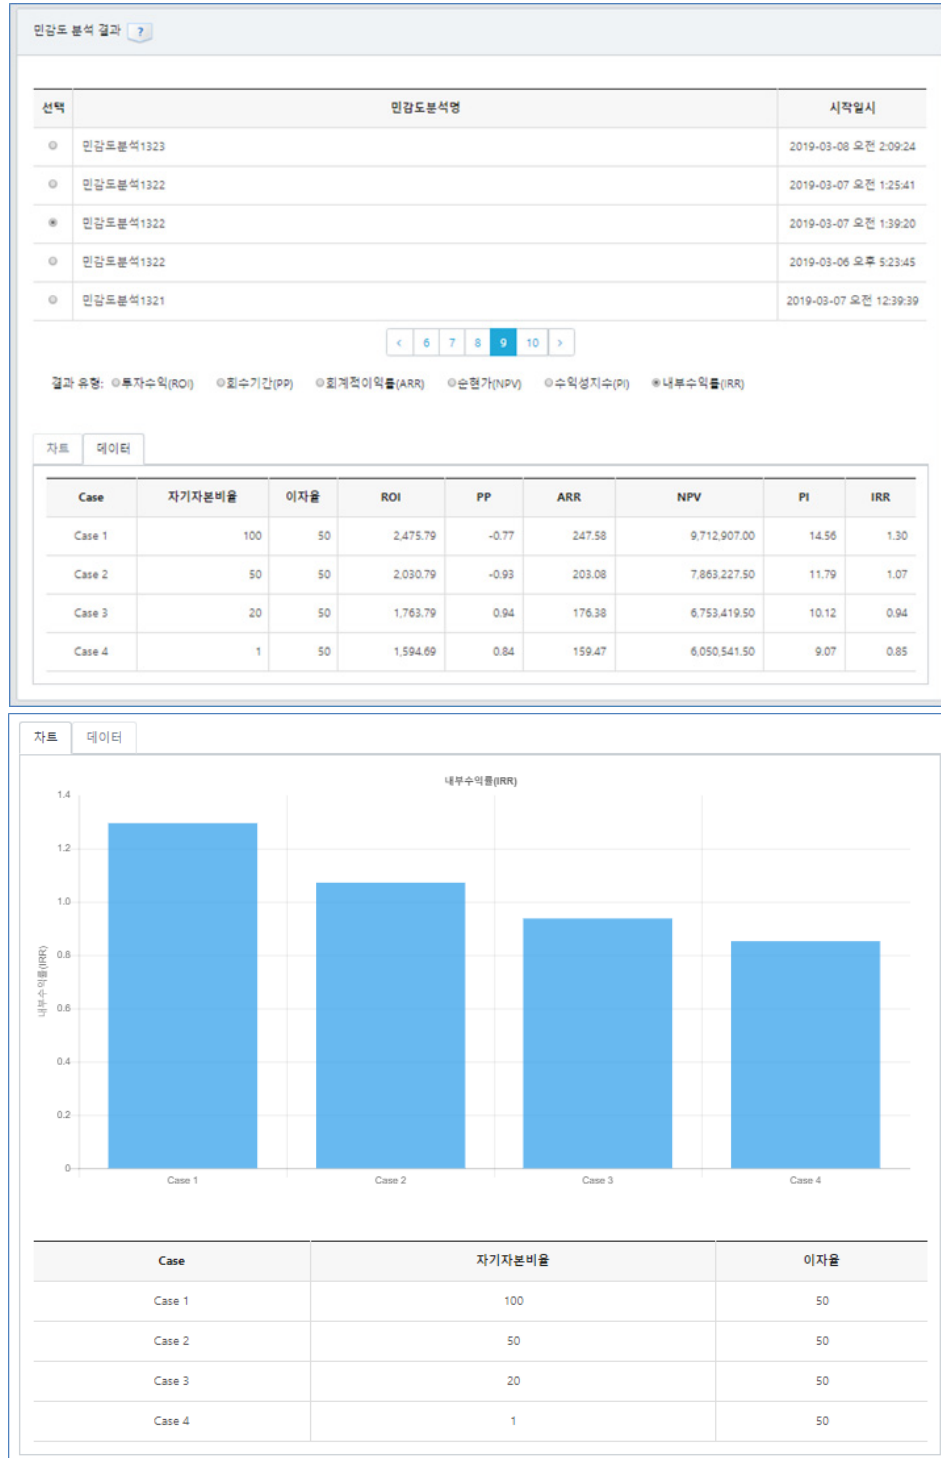 민감도 분석 결과 ?
선택 민감도분석명 시작일시
민감도분석1323 2019-03-08 오전 2:09:24
민감도분석1322 2019-03-07 오전 1:25:41
민감도분석1322 2019-03-07 오전 1:39:20
민감도분석1322 2019-03-06 오후 5:23:45
민감도분석1321 2019-03-07 오전 12:39:39
< 6 7 8 9 10 >
결과 유형: 투자수익(ROI) 회수기간(PP) 회계적이익률(ARR) 순현가(NPV) 수익성지수(PI) 내부수익률(IRR)
차트 데이터
Case 자기자본비율 이자율 ROI PP ARR NPV PI IRR
Case 1 100 50 2,475.79 -0.77 247.58 9,712,907.00 14.56 1.30
Case 2 50 50 2,030.79 -0.93 203.08 7,863,227.50 11.79 1.07
Case 3 20 50 1,763.79 0.94 176.38 6,753,419.50 10.12 0.94
Case 4 1 50 1,594.69 0.84 159.47 6,050,541.50 9.07 0.85
차트 데이터
내부수익률(IRR)
1.4
1.2
1.0
0.8
내부수익률(IRR)
0.6
0.4
0.2
0
Case 1 Case 2 Case 3 Case 4
Case 자기자본비율 이자율
Case 1 100 50
Case 2 50 50
Case 3 20 50
Case 4 1 50